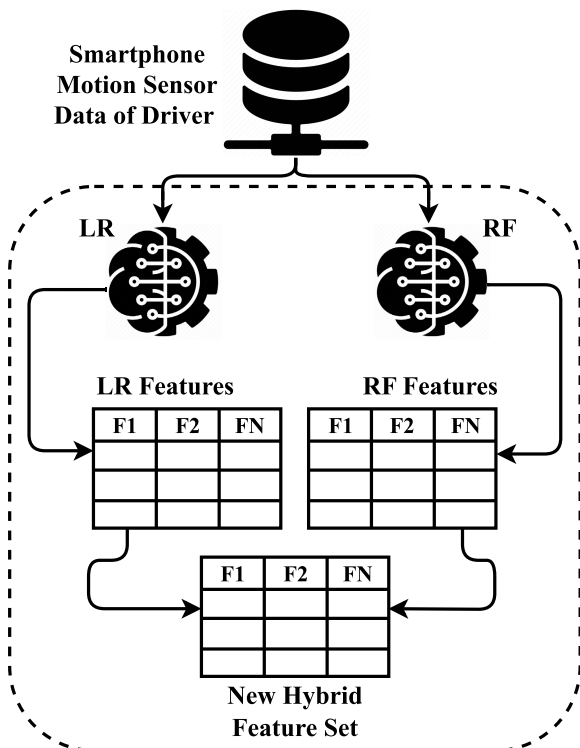 Smartphone
Motion Sensor
Data of Driver
LR
RF
LR Features
RF Features
F1 F2 FN
F1 F2 FN
F1 F2 FN
New Hybrid
Feature Set